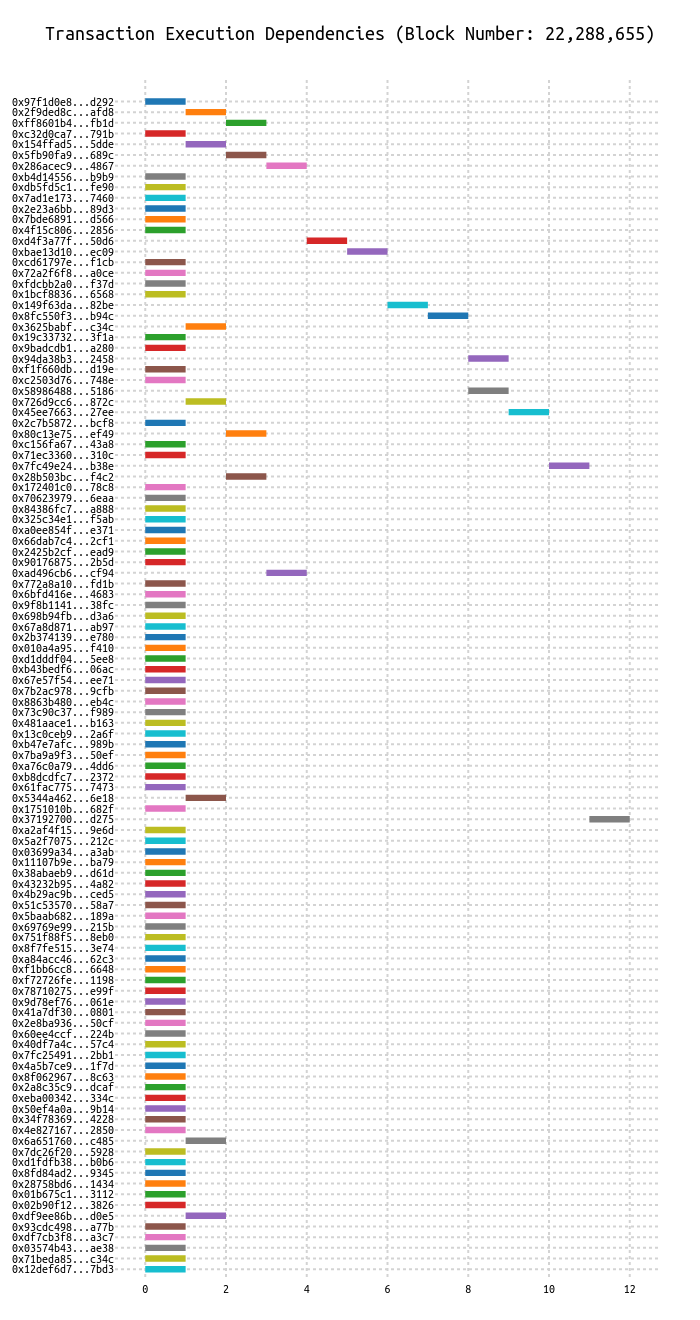 Transaction Execution Dependencies (Block Number: 22,288,655)
0x97f1d0e8...d292
0x2f9ded8c...afd8
0xff8601b4...fb1d
0xc32d0ca7...791b
0x154ffad5...5dde
0x5fb90fa9...689c
0x286acec9...4867
0xb4d14556...b9b9
0xdb5fd5c1...fe90
0x7ad1e173...7460
0x2e23a6bb...89d3
0x7bde6891...d566
0x4f15c806...2856
0xd4f3a77f...50d6
0xbae13d10...ec09
0xcd61797e...f1cb
0x72a2f6f8...a0ce
0xfdcbb2a0...f37d
0x1bcf8836...6568
0x149f63da...82be
0x8fc550f3...b94c
0x3625babf...c34c
0x19c33732...3f1a
0x9badcdb1...a280
0x94da38b3...2458
0xf1f660db...d19e
0xc2503d76...748e
0x58986488...5186
0x726d9cc6...872c
0x45ee7663...27ee
0x2c7b5872...bcf8
0x80c13e75...ef49
0xc156fa67...43a8
0x71ec3360...310c
0x7fc49e24...b38e
0x28b503bc...f4c2
0x172401c0...78c8
0x70623979...6eaa
0x84386fc7...a888
0x325c34e1...f5ab
0xa0ee854f...e371
0x66dab7c4...2cf1
0x2425b2cf...ead9
0x90176875...2b5d
0xad496cb6...cf94
0x772a8a10...fd1b
0x6bfd416e...4683
0x9f8b1141...38fc
0x698b94fb...d3a6
0x67a8d871...ab97
0x2b374139...e780
0x010a4a95...f410
0xd1dddf04...5ee8
0xb43bedf6...06ac
0x67e57f54...ee71
0x7b2ac978...9cfb
0x8863b480...eb4c
0x73c90c37...f989
0x481aace1...b163
0x13c0ceb9...2a6f
0xb47e7afc...989b
0x7ba9a9f3...50ef
0xa76c0a79...4dd6
0xb8dcdfc7...2372
0x61fac775...7473
0x5344a462...6e18
0x1751010b...682f
0x37192700...d275
0xa2af4f15...9e6d
0x5a2f7075...212c
0x03699a34...a3ab
0x11107b9e...ba79
0x38abaeb9...d61d
0x43232b95...4a82
0x4b29ac9b...ced5
0x51c53570...58a7
0x5baab682...189a
0x69769e99...215b
0x751f88f5...8eb0
0x8f7fe515...3e74
0xa84acc46...62c3
0xf1bb6cc8...6648
0xf72726fe...1198
0x78710275...e99f
0x9d78ef76...061e
0x41a7df30...0801
0x2e8ba936...50cf
0x60ee4ccf...224b
0x40df7a4c...57c4
0x7fc25491...2bb1
0x4a5b7ce9...1f7d
0x8f062967...8c63
0x2a8c35c9...dcaf
0xeba00342...334c
0x50ef4a0a...9b14
0x34f78369...4228
0x4e827167...2850
0x6a651760...c485
0x7dc26f20...5928
0xd1fdfb38...b0b6
0x8fd84ad2...9345
0x28758bd6...1434
0x01b675c1...3112
0x02b90f12...3826
0xdf9ee86b...d0e5
0x93cdc498...a77b
0xdf7cb3f8...a3c7
0x03574b43...ae38
0x71beda85...c34c
0x12def6d7...7bd3
0 2 4 6 8 10 12